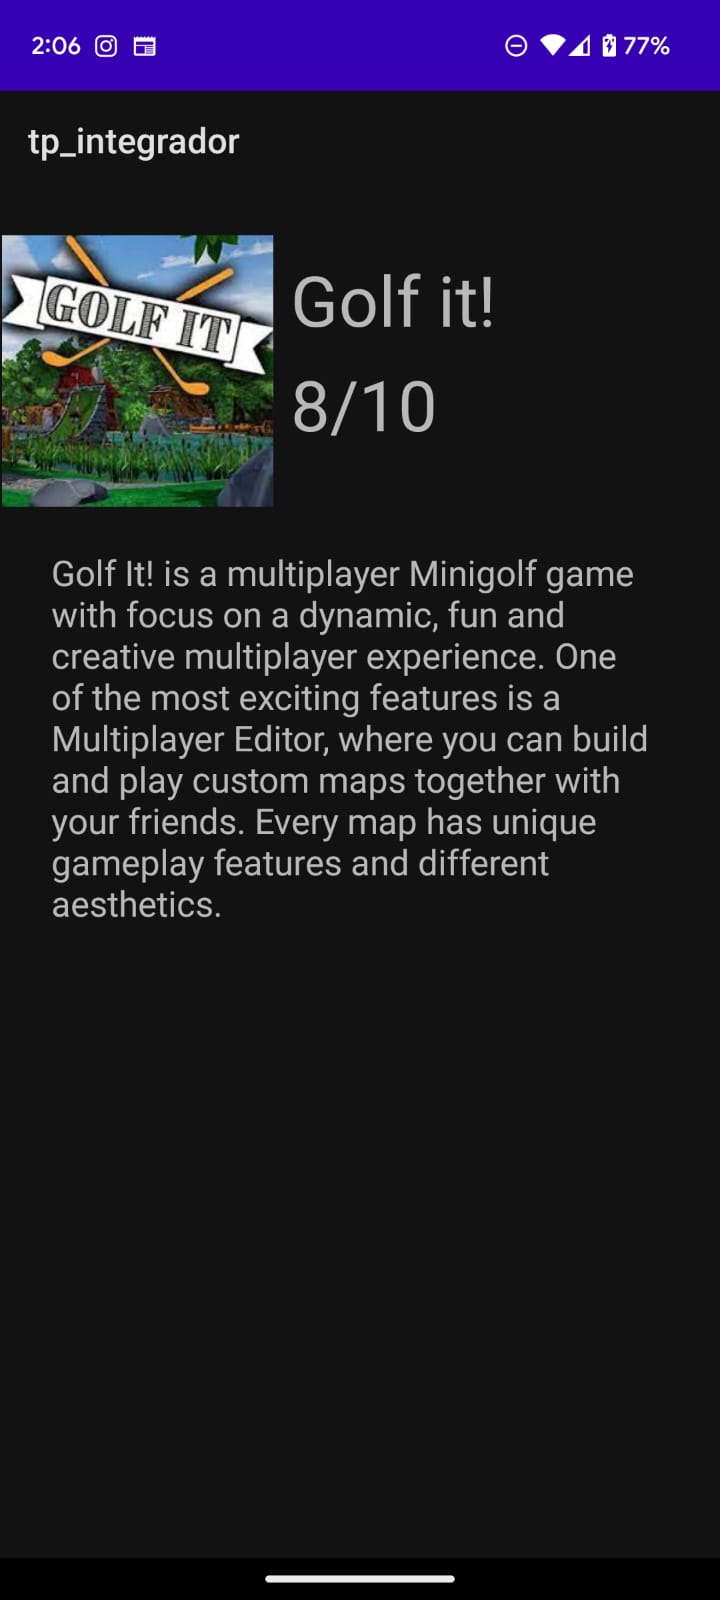 2:06 77%
tp_integrador
GOLF IT
Golf it!
8/10
Golf It! is a multiplayer Minigolf game
with focus on a dynamic, fun and
creative multiplayer experience. One
of the most exciting features is a
Multiplayer Editor, where you can build
and play custom maps together with
your friends. Every map has unique
gameplay features and different
aesthetics.